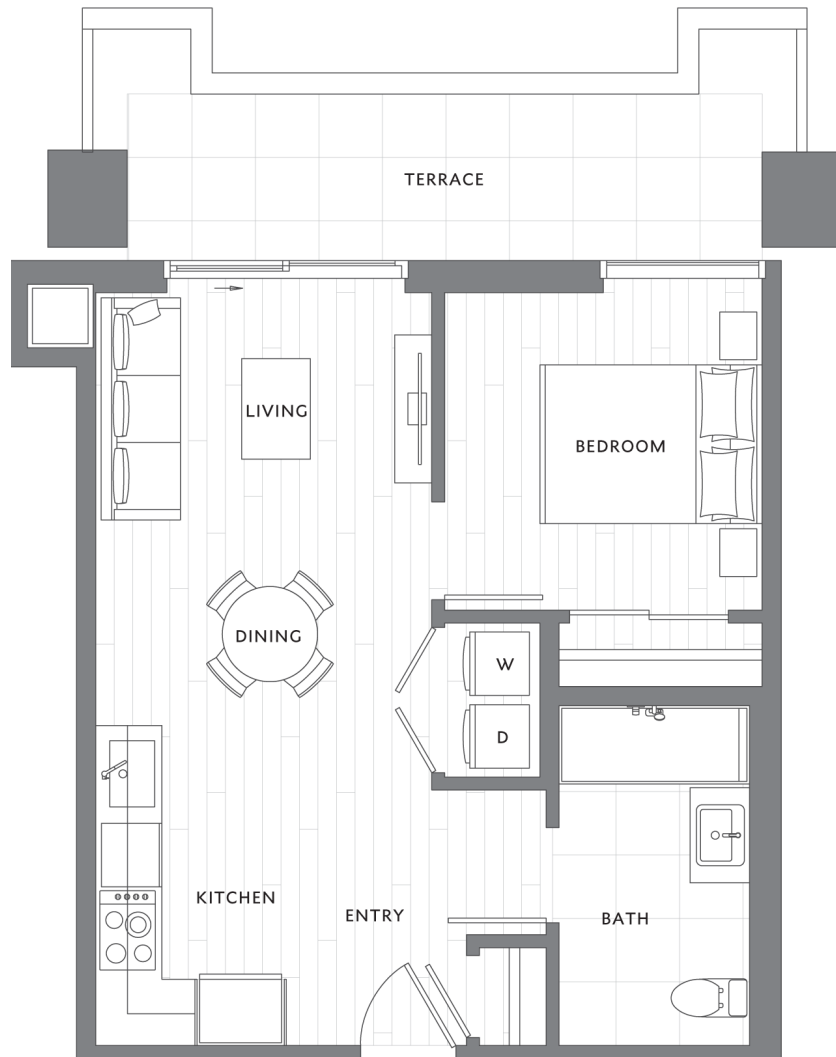 TERRACE
LIVING
BEDROOM
DINING
W
D
KITCHEN
ENTRY
BATH